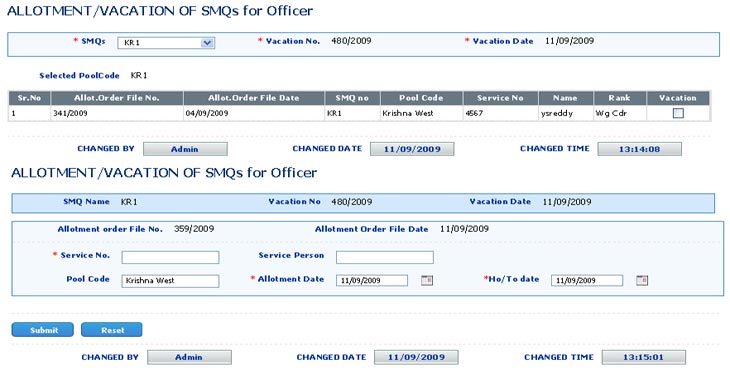 ALLOTMENT/VACATION OF SMQs for Officer
* SMQs KR1 * Vacation No. 480/2009 * Vacation Date 11/09/2009
Selected PoolCode KR1
Sr.No Allot.Order File No. Allot.Order File Date SMQ no Pool Code Service No Name Rank Vacation
1 341/2009 04/09/2009 KR1 Krishna West 4567 ysreddy Wg Cdr
CHANGED BY Admin CHANGED DATE 11/09/2009 CHANGED TIME 13:14:08
ALLOTMENT/VACATION OF SMQs for Officer
SMQ Name KR1 Vacation No 480/2009 Vacation Date 11/09/2009
Allotment order File No. 359/2009 Allotment Order File Date 11/09/2009
* Service No. Service Person
Pool Code Krishna West * Allotment Date 11/09/2009 *Ho/To date 11/09/2009
Submit Reset
CHANGED BY Admin CHANGED DATE 11/09/2009 CHANGED TIME 13:15:01